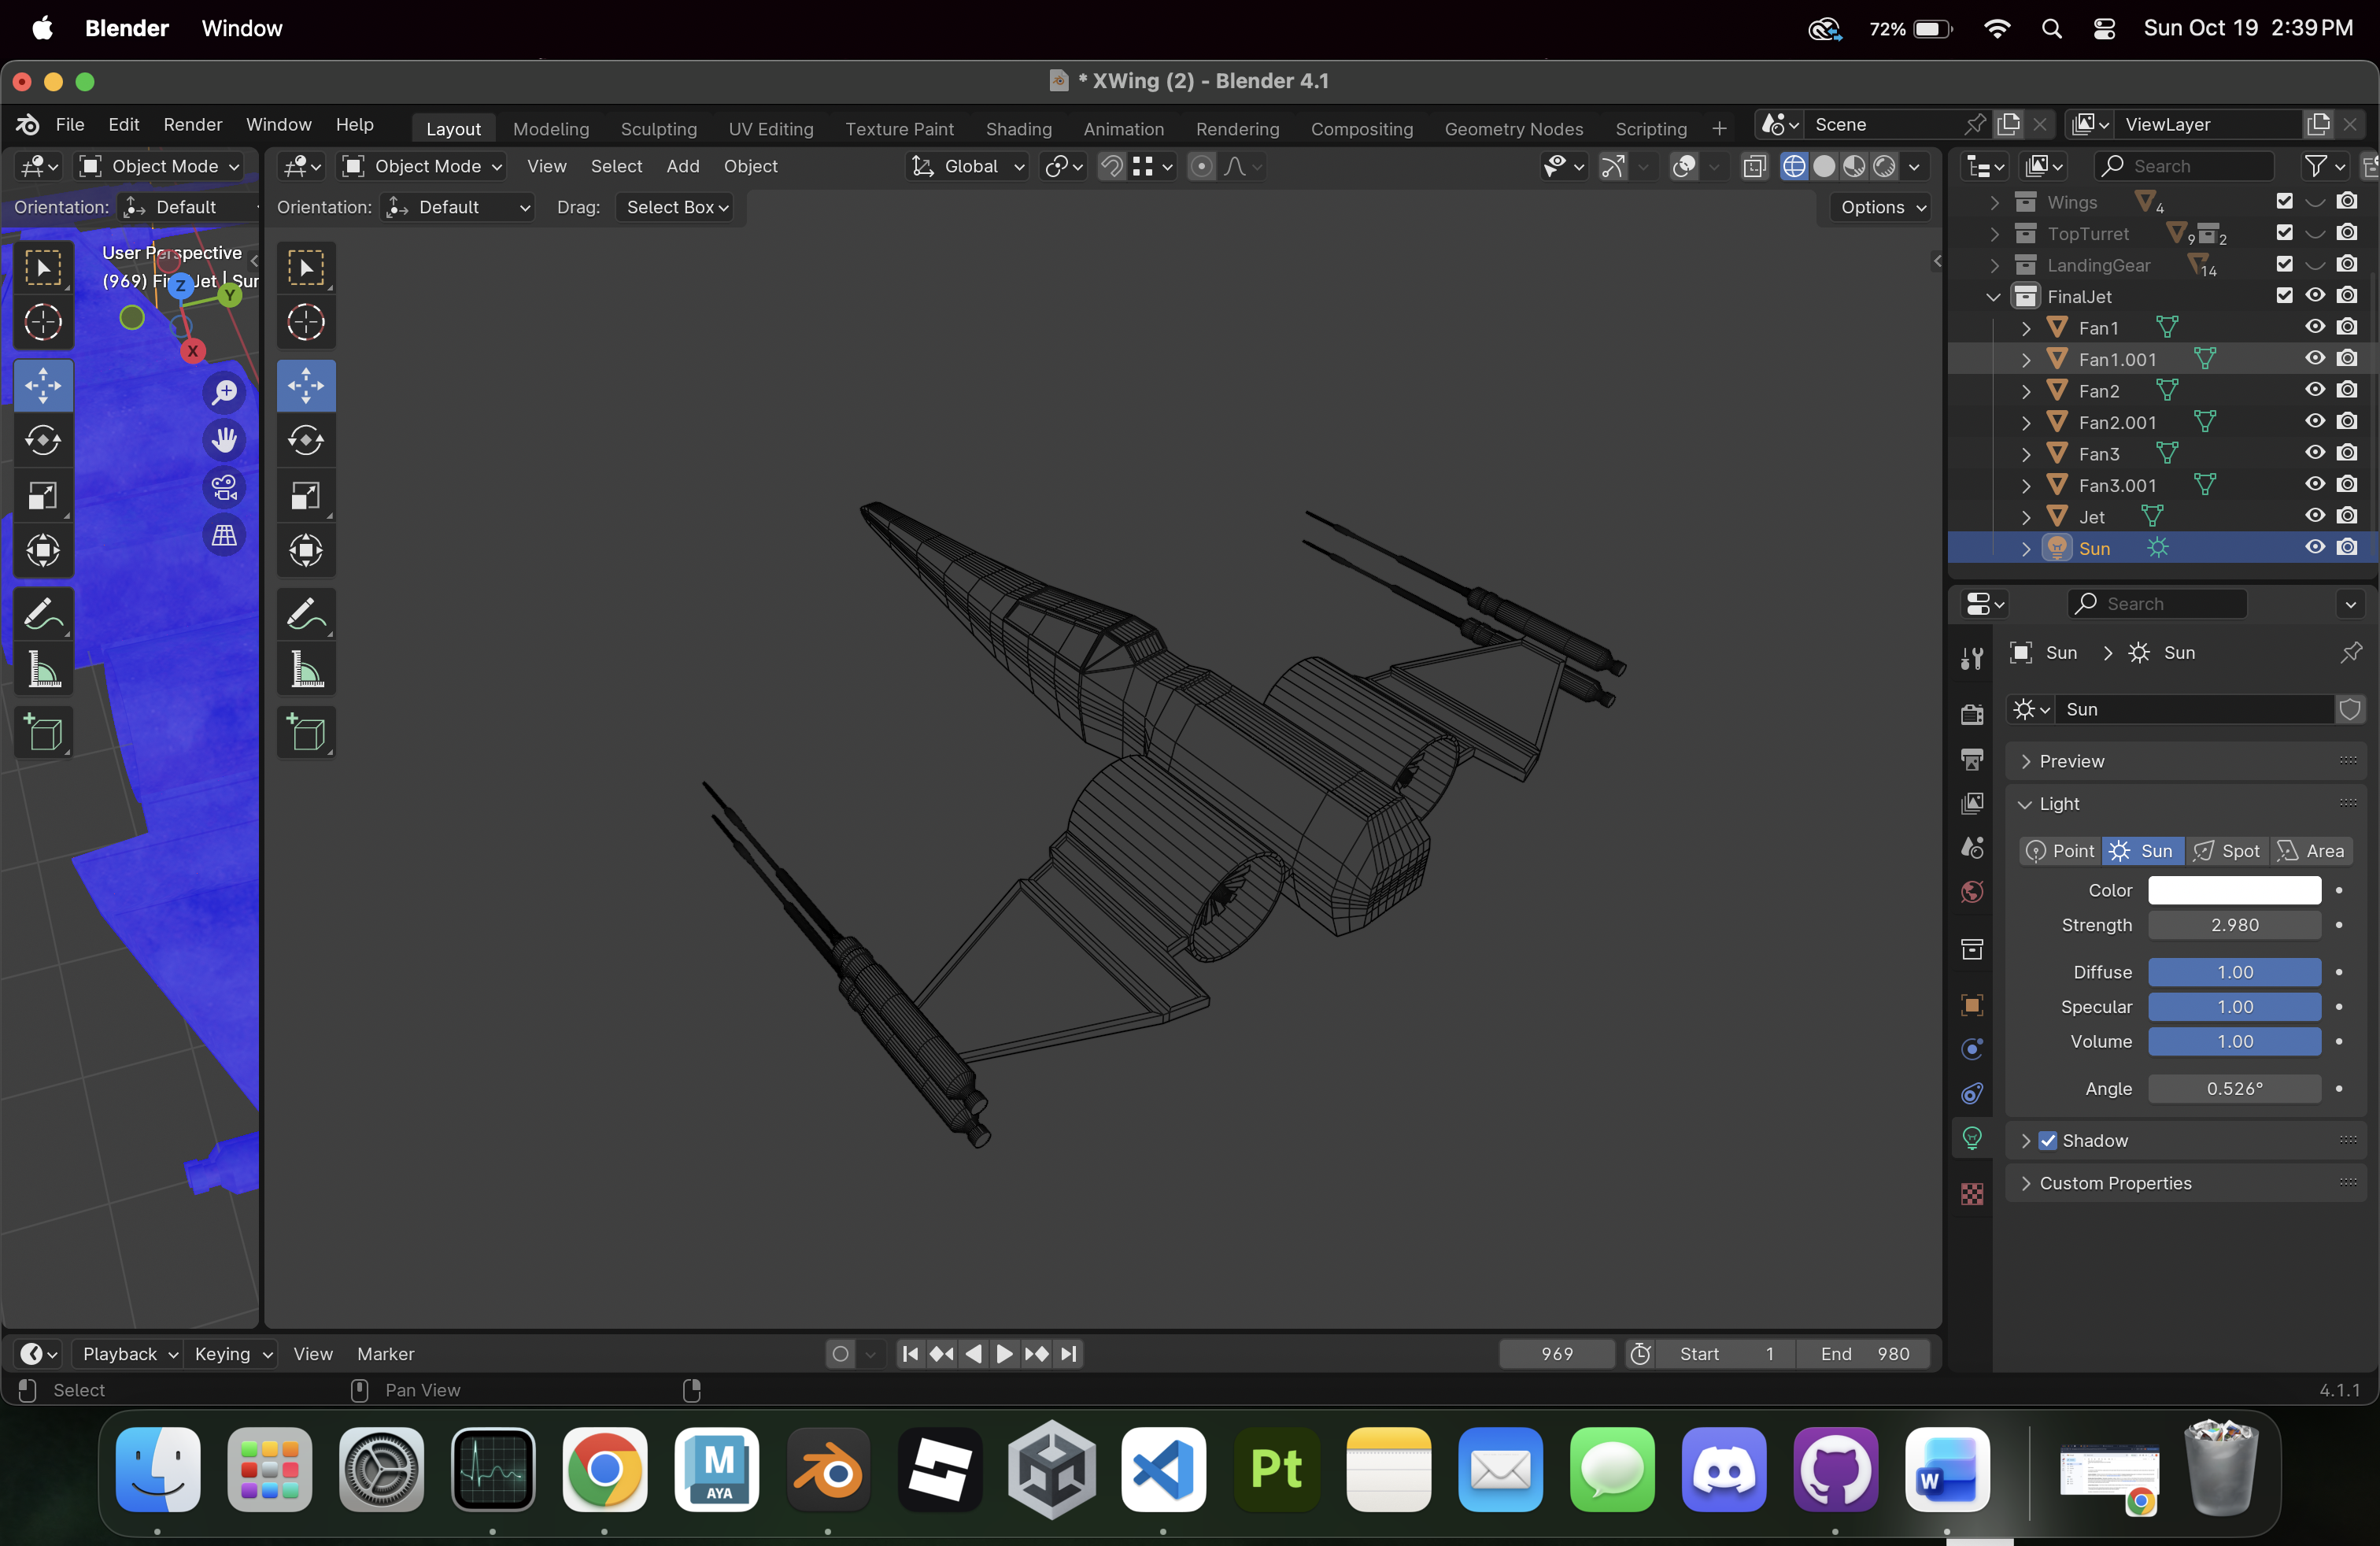 Blender Window 72% Sun Oct 19 2:39 PM
* XWing (2) - Blender 4.1
File Edit Render Window Help Layout Modeling Sculpting UV Editing Texture Paint Shading Animation Rendering Compositing Geometry Nodes Scripting + Scene ViewLayer
Object Mode Object Mode View Select Add Object Global Search
Orientation: Default Orientation: Default Drag: Select Box Options
User Perspective
(969) Fi Jet | Sun
Z
Y
X
Wings 4
TopTurret 9 2
LandingGear 14
FinalJet
Fan1
Fan1.001
Fan2
Fan2.001
Fan3
Fan3.001
Jet
Sun
Search
Sun > Sun
Sun
Preview
Light
Point Sun Spot Area
Color
Strength 2.980
Diffuse 1.00
Specular 1.00
Volume 1.00
Angle 0.526°
Shadow
Custom Properties
Playback Keying View Marker 969 Start 1 End 980
Select Pan View 4.1.1
M
AYA
Pt
W